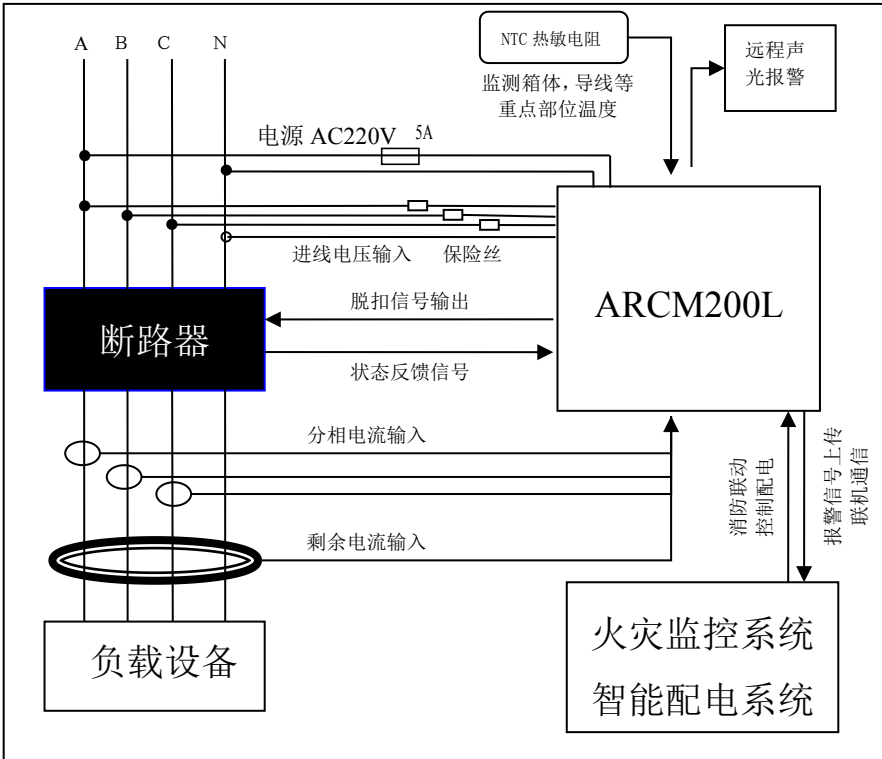 A B C N
NTC 热敏电阻
远程声
光报警
监测箱体，导线等
重点部位温度
电源 AC220V 5A
进线电压输入 保险丝
ARCM200L
脱扣信号输出
断路器
状态反馈信号
分相电流输入
消防联动
控制配电
报警信号上传
联机通信
剩余电流输入
负载设备
火灾监控系统
智能配电系统